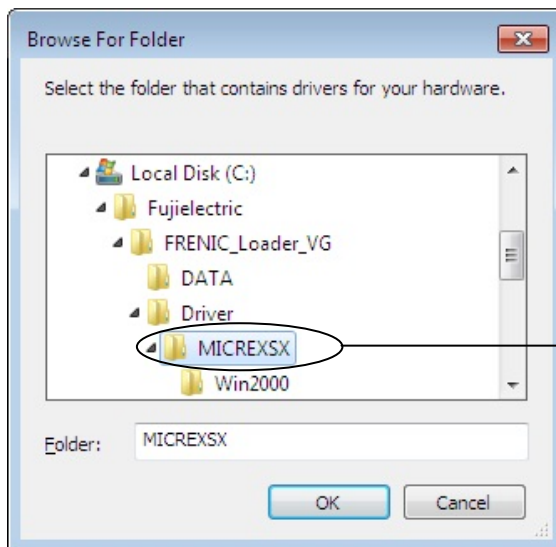 Browse For Folder
Select the folder that contains drivers for your hardware.
Local Disk (C:)
Fujielectric
FRENIC_Loader_VG
DATA
Driver
MICREXSX
Win2000
Folder: MICREXSX
OK Cancel